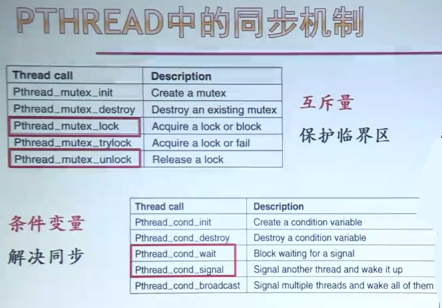 PTHREAD中的同步机制
Thread call Description
Pthread_mutex_init Create a mutex
Pthread_mutex_destroy Destroy an existing mutex
Pthread_mutex_lock Acquire a lock or block
Pthread_mutex_trylock Acquire a lock or fail
Pthread_mutex_unlock Release a lock
互斥量
保护临界区
条件变量
解决同步
Thread call Description
Pthread_cond_init Create a condition variable
Pthread_cond_destroy Destroy a condition variable
Pthread_cond_wait Block waiting for a signal
Pthread_cond_signal Signal another thread and wake it up
Pthread_cond_broadcast Signal multiple threads and wake all of them